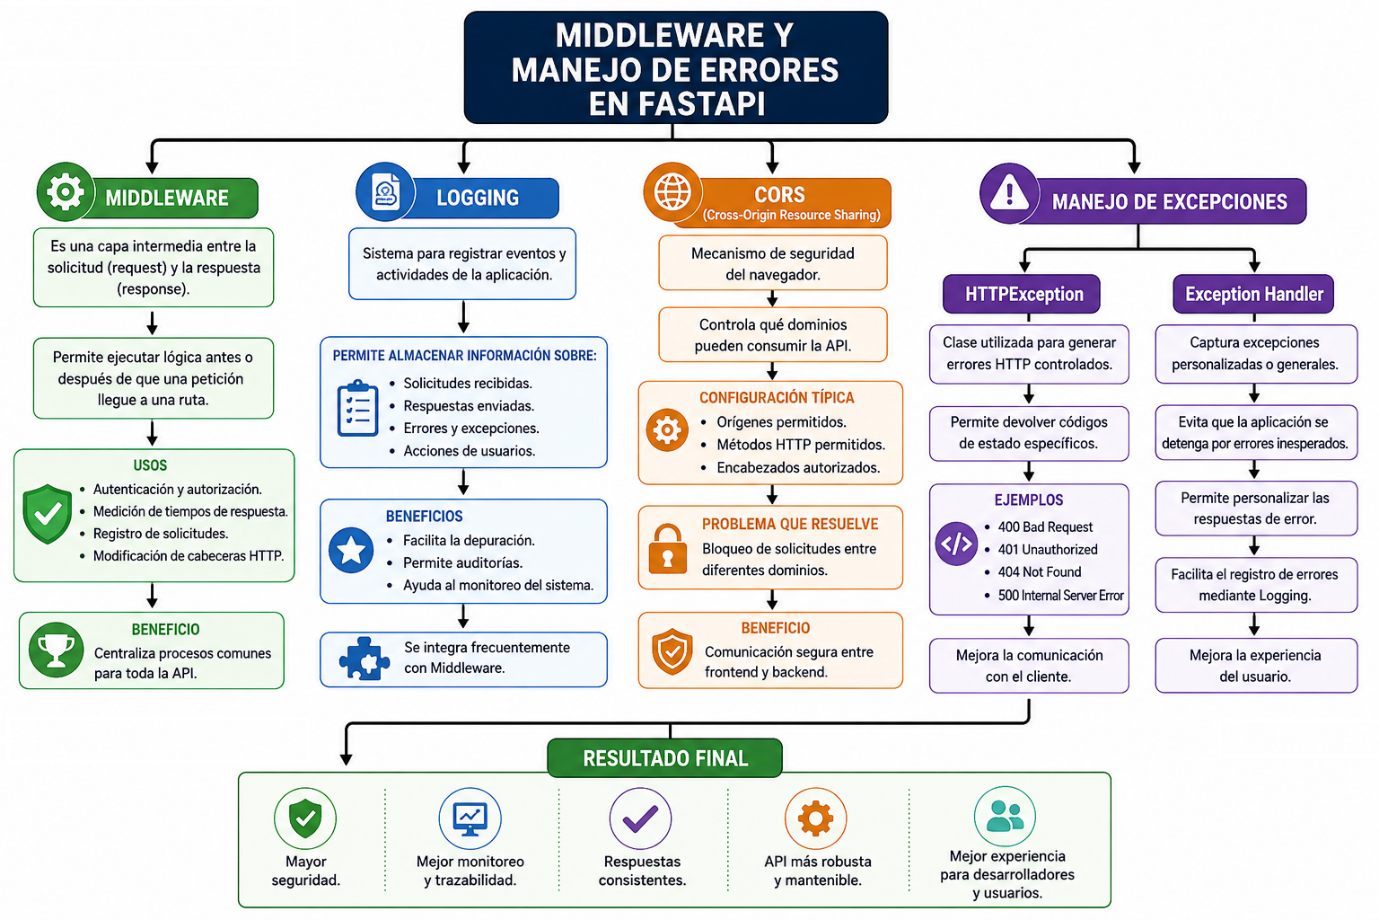 MIDDLEWARE Y
MANEJO DE ERRORES
EN FASTAPI
MIDDLEWARE
Es una capa intermedia entre la
solicitud (request) y la respuesta
(response).
Permite ejecutar lógica antes o
después de que una petición
llegue a una ruta.
USOS
• Autenticación y autorización.
• Medición de tiempos de respuesta.
• Registro de solicitudes.
• Modificación de cabeceras HTTP.
BENEFICIO
Centraliza procesos comunes
para toda la API.
LOGGING
Sistema para registrar eventos y
actividades de la aplicación.
PERMITE ALMACENAR INFORMACIÓN SOBRE:
• Solicitudes recibidas.
• Respuestas enviadas.
• Errores y excepciones.
• Acciones de usuarios.
BENEFICIOS
• Facilita la depuración.
• Permite auditorías.
• Ayuda al monitoreo del sistema.
Se integra frecuentemente
con Middleware.
CORS
(Cross-Origin Resource Sharing)
Mecanismo de seguridad
del navegador.
Controla qué dominios
pueden consumir la API.
CONFIGURACIÓN TÍPICA
• Orígenes permitidos.
• Métodos HTTP permitidos.
• Encabezados autorizados.
PROBLEMA QUE RESUELVE
Bloqueo de solicitudes entre
diferentes dominios.
BENEFICIO
Comunicación segura entre
frontend y backend.
MANEJO DE EXCEPCIONES
HTTPException
Clase utilizada para generar
errores HTTP controlados.
Permite devolver códigos
de estado específicos.
EJEMPLOS
• 400 Bad Request
• 401 Unauthorized
• 404 Not Found
• 500 Internal Server Error
Mejora la comunicación
con el cliente.
Exception Handler
Captura excepciones
personalizadas o generales.
Evita que la aplicación se
detenga por errores inesperados.
Permite personalizar las
respuestas de error.
Facilita el registro de errores
mediante Logging.
Mejora la experiencia
del usuario.
RESULTADO FINAL
Mayor
seguridad.
Mejor monitoreo
y trazabilidad.
Respuestas
consistentes.
API más robusta
y mantenible.
Mejor experiencia
para desarrolladores
y usuarios.